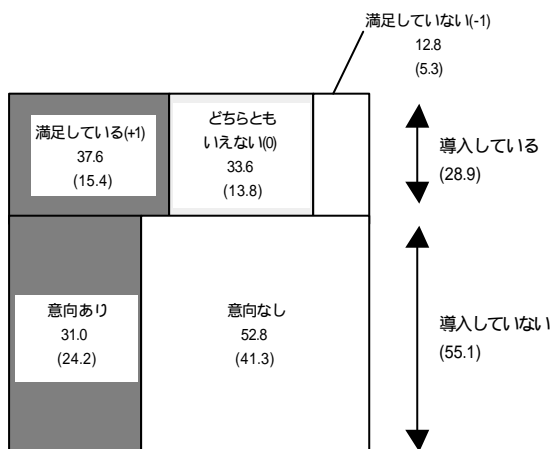 満足していない(-1)
12.8
(5.3)
満足している(+1)
37.6
(15.4)
どちらとも
いえない(0)
33.6
(13.8)
導入している
(28.9)
意向あり
31.0
(24.2)
意向なし
52.8
(41.3)
導入していない
(55.1)